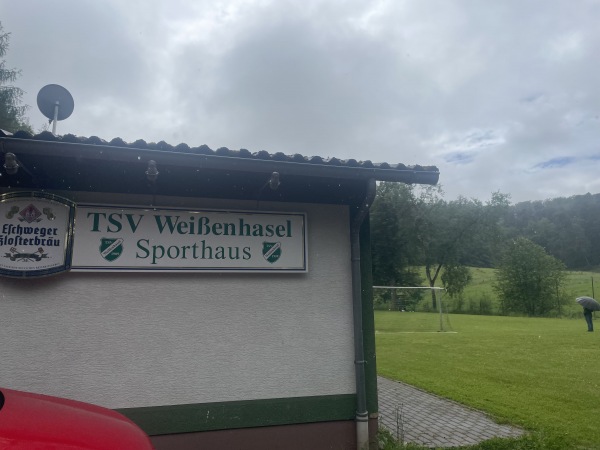 Eschweger
Klosterbräu
TSV Weißenhasel
Sporthaus